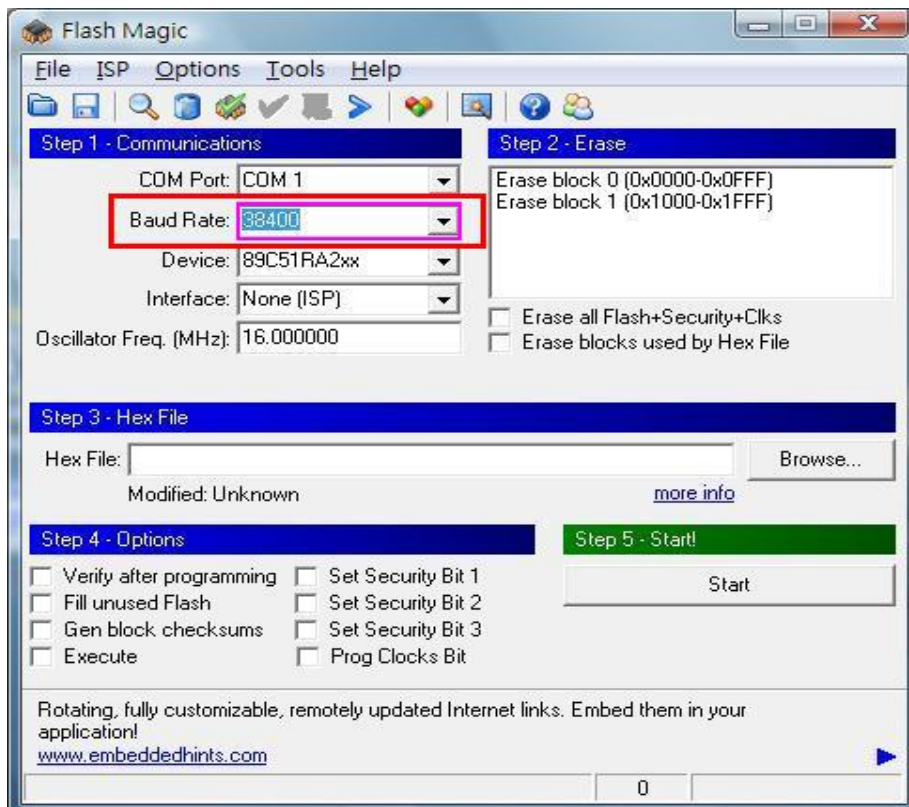 Flash Magic
File ISP Options Tools Help
Step 1 - Communications
COM Port: COM 1
Baud Rate: 38400
Device: 89C51RA2xx
Interface: None (ISP)
Oscillator Freq. (MHz): 16.000000
Step 2 - Erase
Erase block 0 (0x0000-0x0FFF)
Erase block 1 (0x1000-0x1FFF)
Erase all Flash+Security+Clks
Erase blocks used by Hex File
Step 3 - Hex File
Hex File: Browse...
Modified: Unknown more info
Step 4 - Options
Verify after programming Set Security Bit 1
Fill unused Flash Set Security Bit 2
Gen block checksums Set Security Bit 3
Execute Prog Clocks Bit
Step 5 - Start!
Start
Rotating, fully customizable, remotely updated Internet links. Embed them in your
application!
www.embeddedhints.com
0